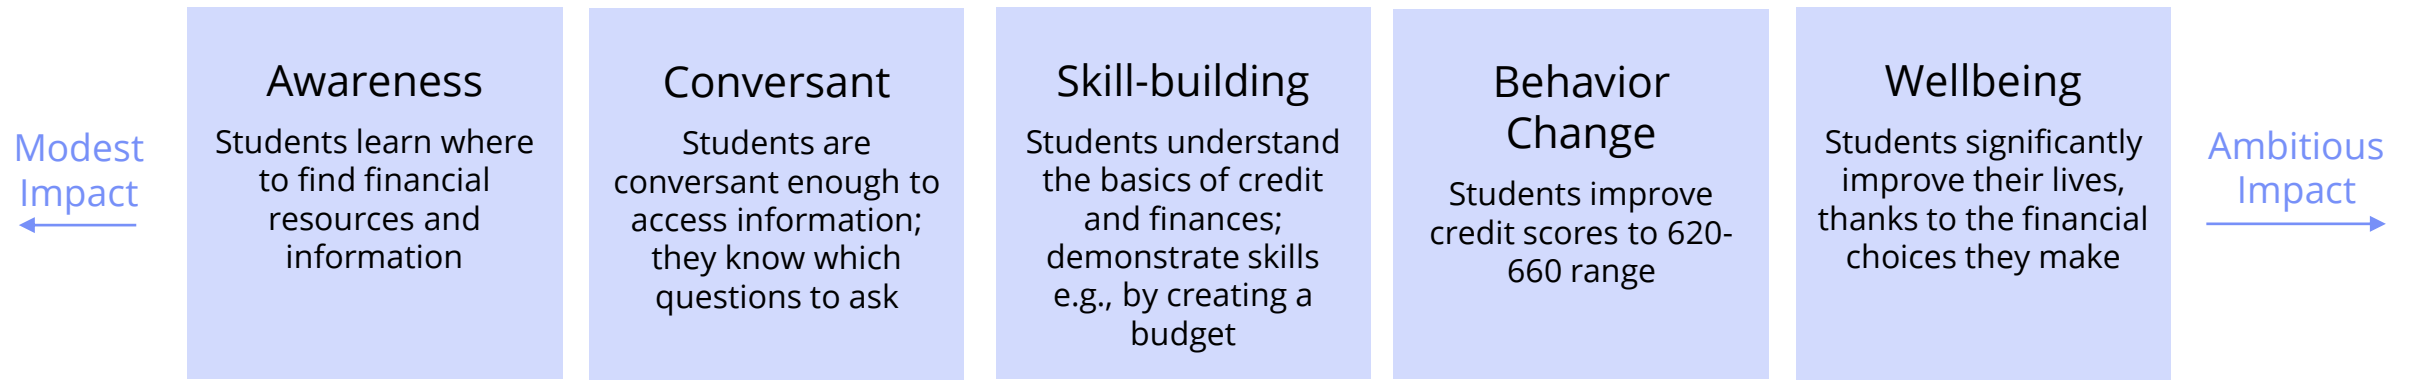 Modest
Impact
Awareness
Students learn where
to find financial
resources and
information
Conversant
Students are
conversant enough to
access information;
they know which
questions to ask
Skill-building
Students understand
the basics of credit
and finances;
demonstrate skills
e.g., by creating a
budget
Behavior
Change
Students improve
credit scores to 620-
660 range
Wellbeing
Students significantly
improve their lives,
thanks to the financial
choices they make
Ambitious
Impact